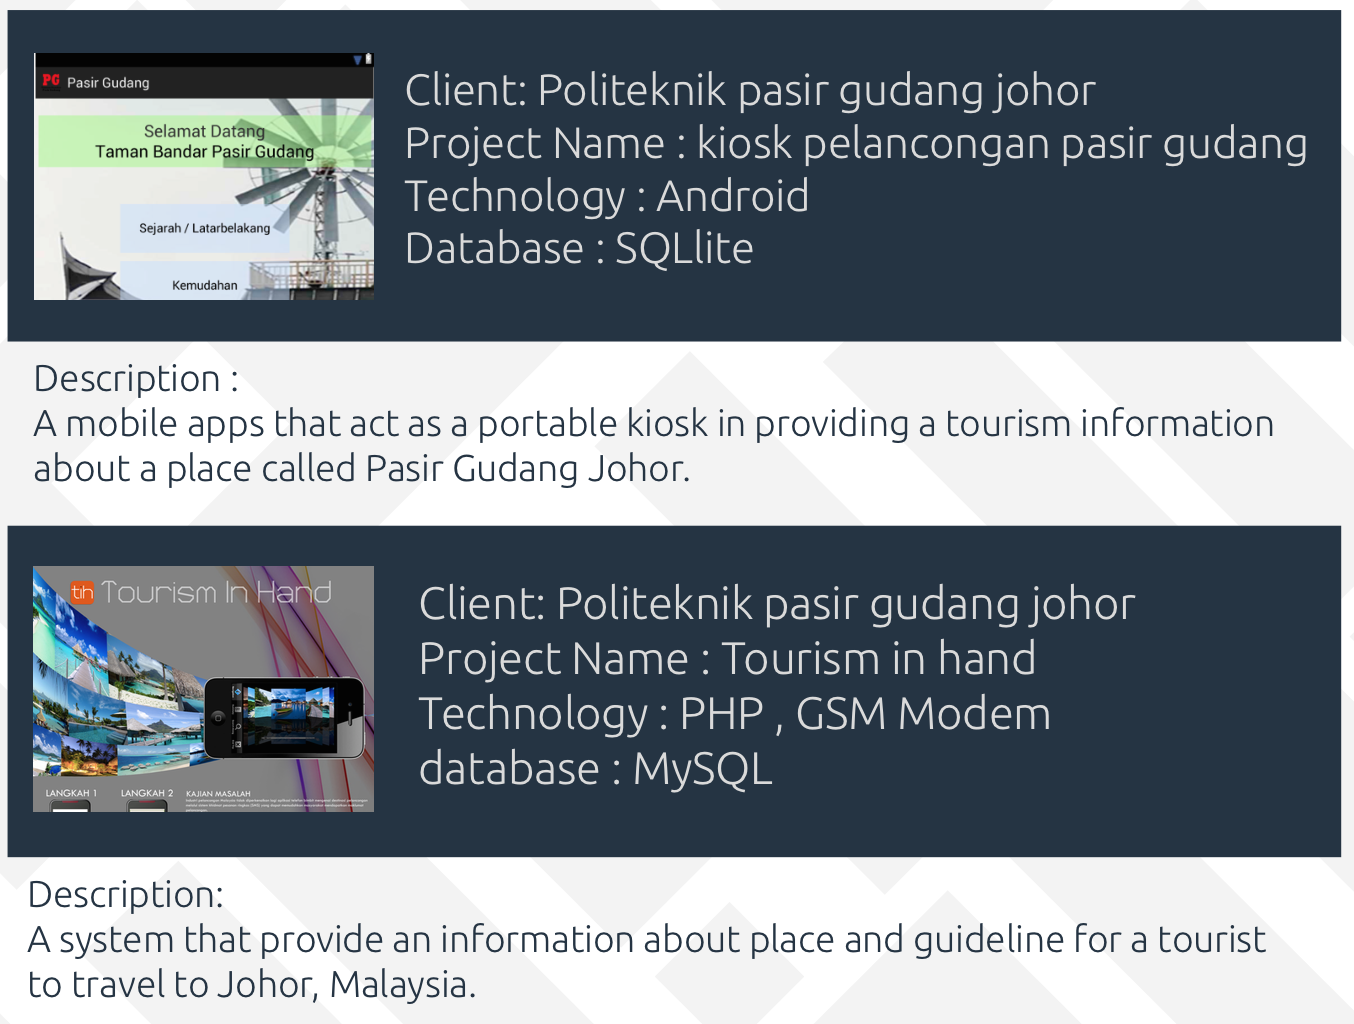 PG Pasir Gudang
Selamat Datang
Taman Bandar Pasir Gudang
Sejarah / Latarbelakang
Kemudahan
Client: Politeknik pasir gudang johor
Project Name : kiosk pelancongan pasir gudang
Technology : Android
Database : SQLlite
Description :
A mobile apps that act as a portable kiosk in providing a tourism information
about a place called Pasir Gudang Johor.
tih Tourism In Hand
LANGKAH 1
LANGKAH 2
KAJIAN MASALAH
Client: Politeknik pasir gudang johor
Project Name : Tourism in hand
Technology : PHP , GSM Modem
database : MySQL
Description:
A system that provide an information about place and guideline for a tourist
to travel to Johor, Malaysia.